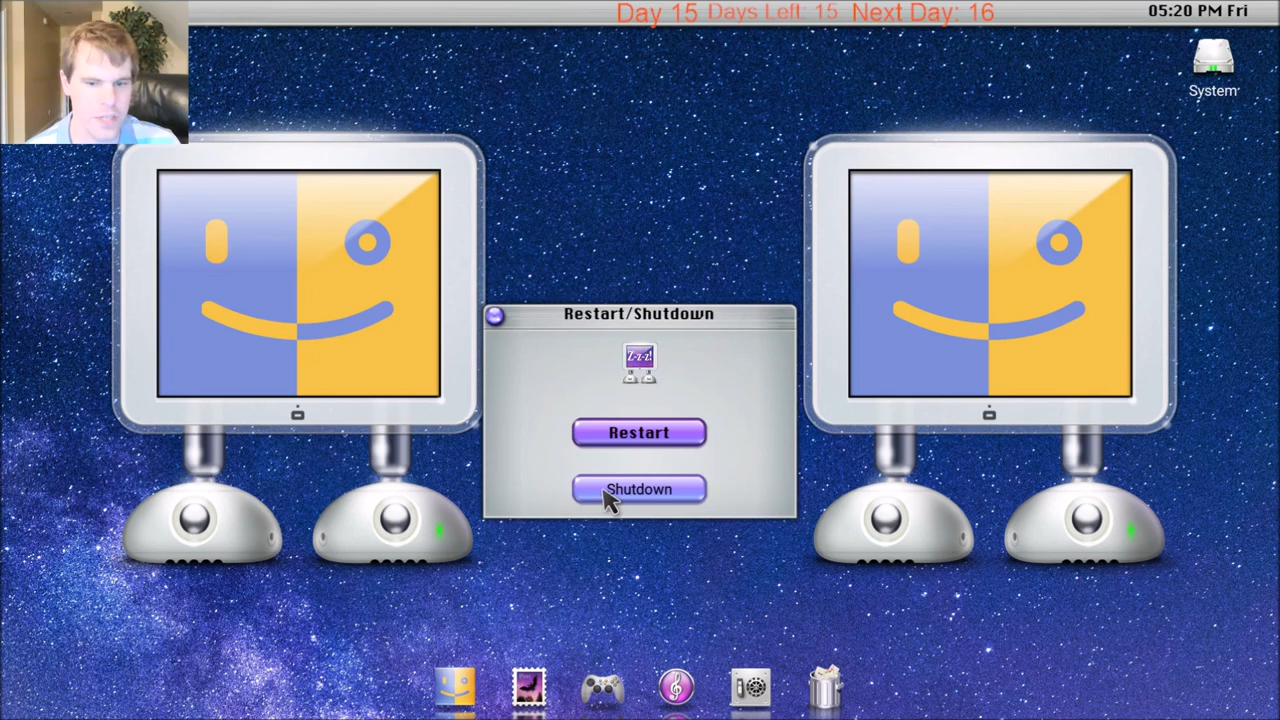 Day 15 Days Left: 15 Next Day: 16
05:20 PM Fri
System
Restart/Shutdown
Z-z-z!
Restart
Shutdown